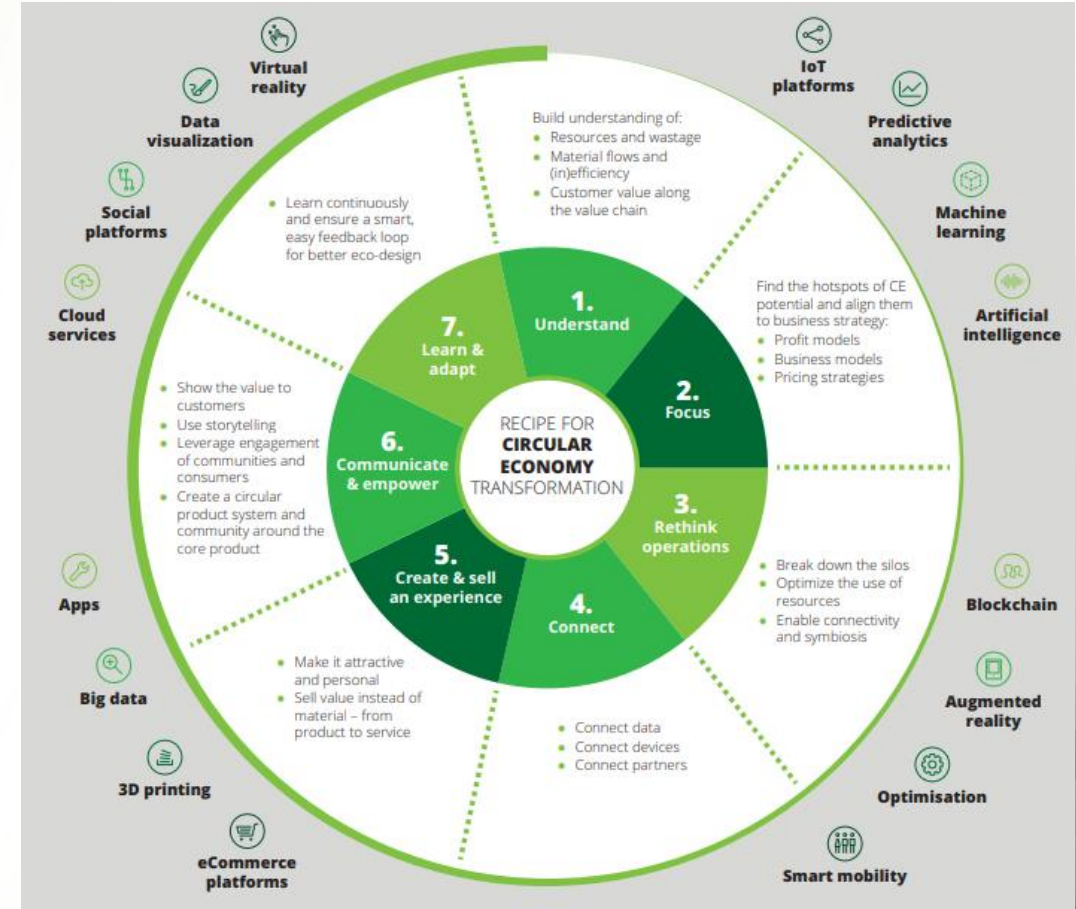 RECIPE FOR
CIRCULAR
ECONOMY
TRANSFORMATION
1.
Understand
Build understanding of:
• Resources and wastage
• Material flows and
(in)efficiency
• Customer value along
the value chain
2.
Focus
Find the hotspots of CE
potential and align them
to business strategy:
• Profit models
• Business models
• Pricing strategies
3.
Rethink
operations
• Break down the silos
• Optimize the use of
resources
• Enable connectivity
and symbiosis
4.
Connect
• Connect data
• Connect devices
• Connect partners
5.
Create & sell
an experience
• Make it attractive
and personal
• Sell value instead of
material – from
product to service
6.
Communicate
& empower
• Show the value to
customers
• Use storytelling
• Leverage engagement
of communities and
consumers
• Create a circular
product system and
community around the
core product
7.
Learn &
adapt
• Learn continuously
and ensure a smart,
easy feedback loop
for better eco-design
IoT
platforms
Predictive
analytics
Machine
learning
Artificial
intelligence
Blockchain
Augmented
reality
Optimisation
Smart mobility
eCommerce
platforms
3D printing
Big data
Apps
Cloud
services
Social
platforms
Data
visualization
Virtual
reality